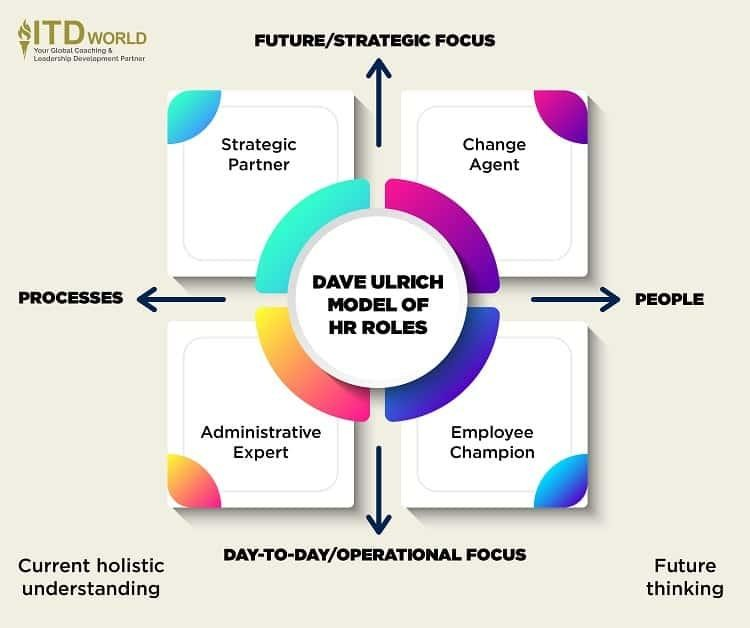 ITD WORLD
Your Global Coaching &
Leadership Development Partner
FUTURE/STRATEGIC FOCUS
Strategic
Partner
Change
Agent
PROCESSES
DAVE ULRICH
MODEL OF
HR ROLES
PEOPLE
Administrative
Expert
Employee
Champion
DAY-TO-DAY/OPERATIONAL FOCUS
Current holistic
understanding
Future
thinking